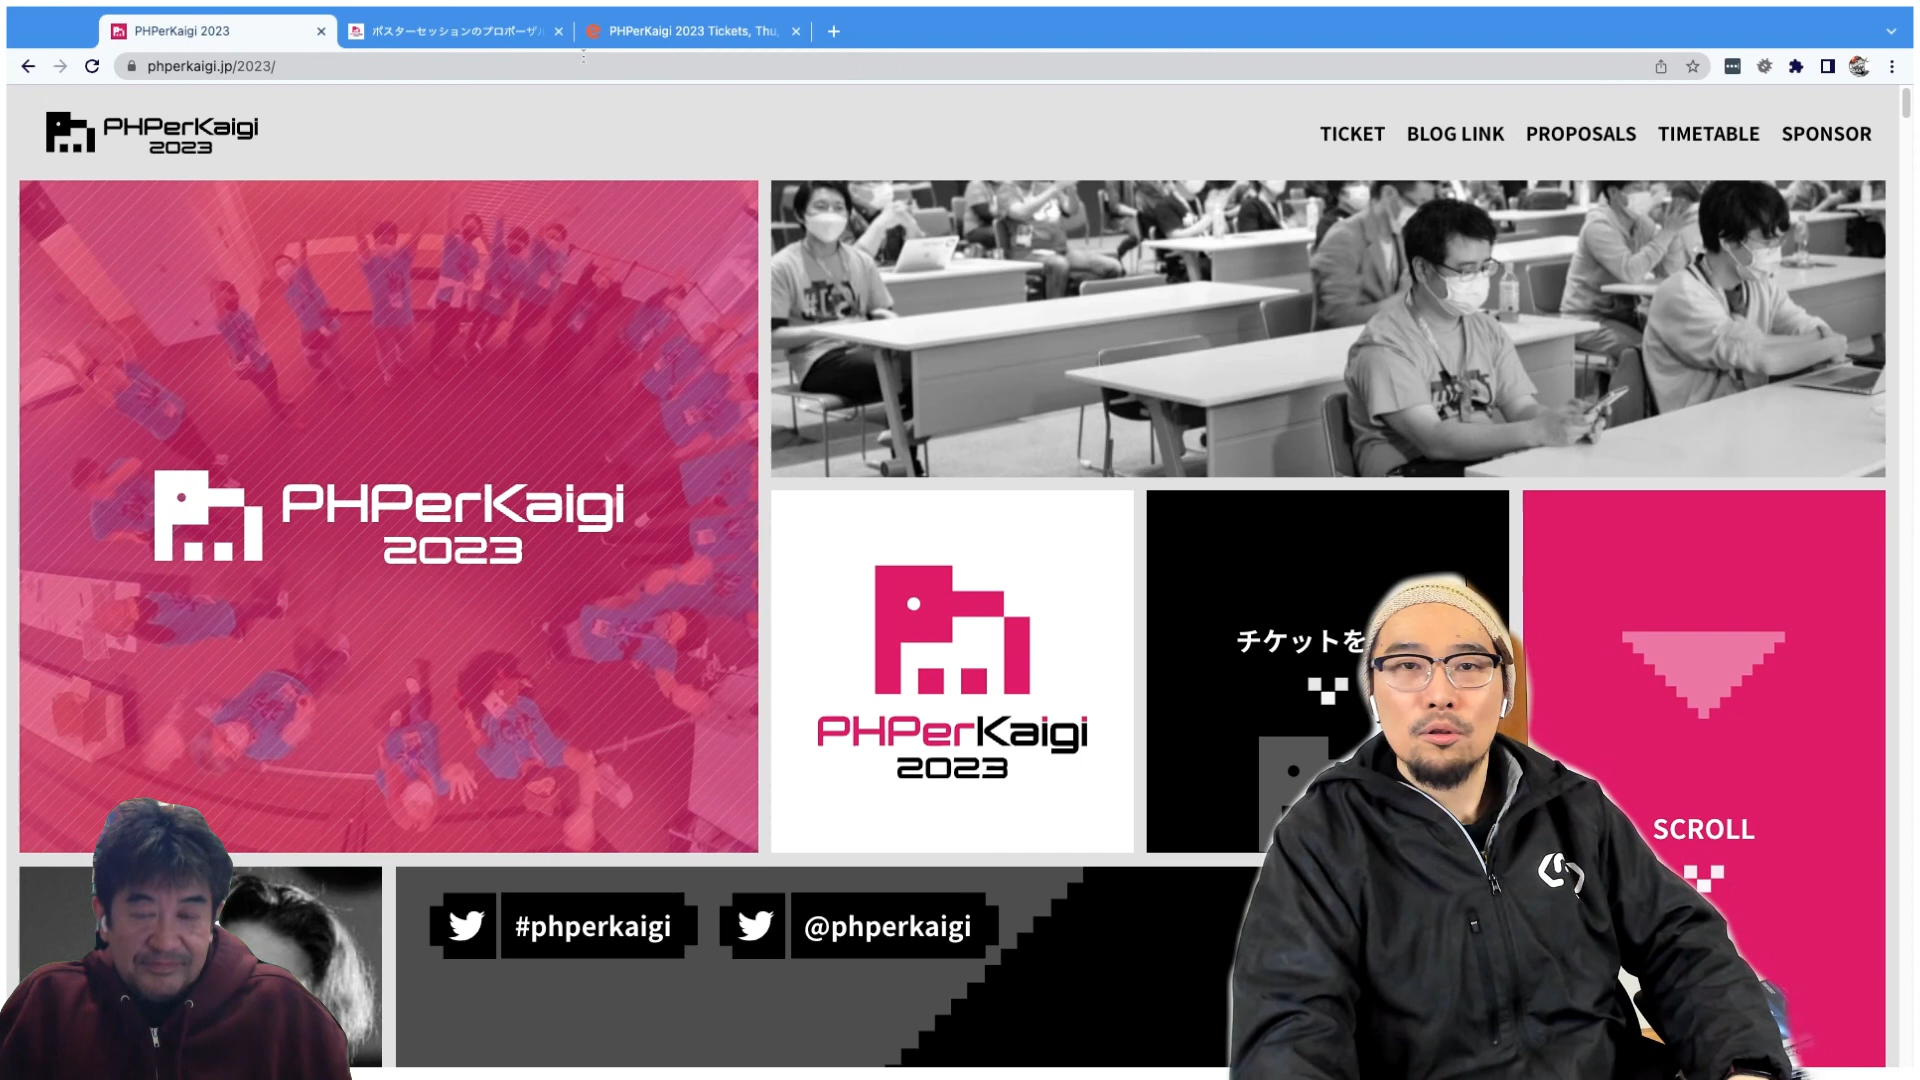 PHPerKaigi 2023
ポスターセッションのプロポーザル
PHPerKaigi 2023 Tickets, Thu,
phperkaigi.jp/2023/
PHPerKaigi
2023
TICKET
BLOG LINK
PROPOSALS
TIMETABLE
SPONSOR
PHPerKaigi
2023
PHPerKaigi
2023
チケットを
SCROLL
#phperkaigi
@phperkaigi